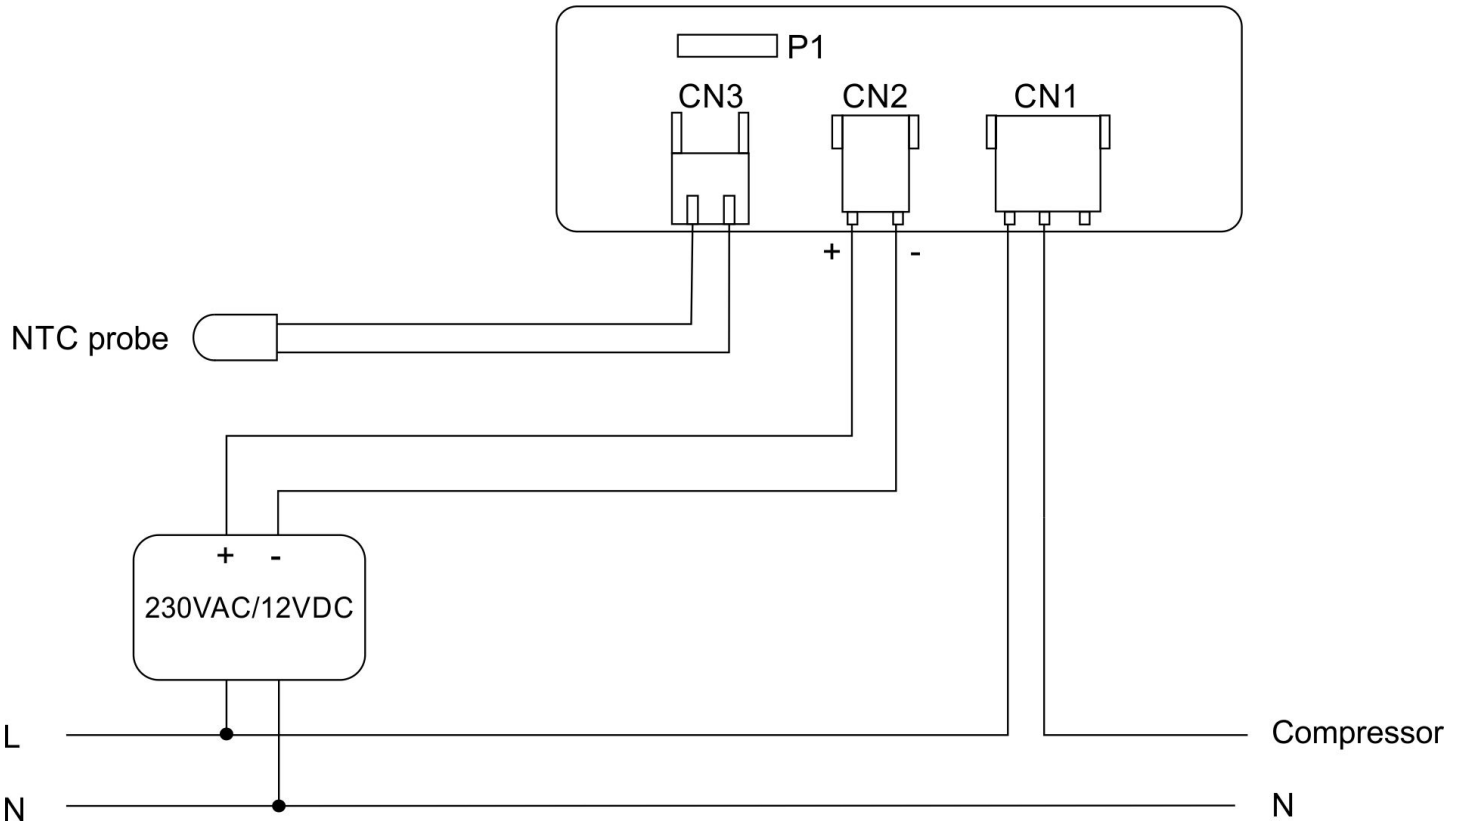 P1
CN3 CN2 CN1
+ -
NTC probe
+ -
230VAC/12VDC
L Compressor
N N